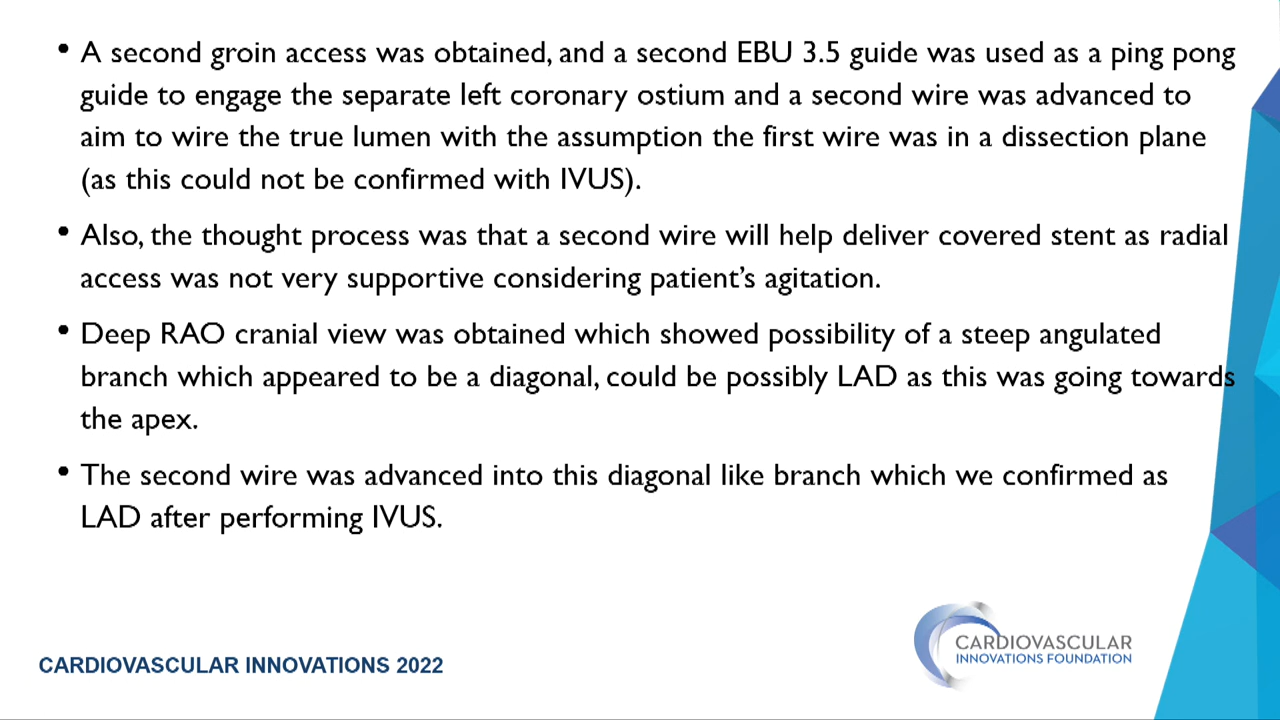 • A second groin access was obtained, and a second EBU 3.5 guide was used as a ping pong
guide to engage the separate left coronary ostium and a second wire was advanced to
aim to wire the true lumen with the assumption the first wire was in a dissection plane
(as this could not be confirmed with IVUS).
• Also, the thought process was that a second wire will help deliver covered stent as radial
access was not very supportive considering patient's agitation.
• Deep RAO cranial view was obtained which showed possibility of a steep angulated
branch which appeared to be a diagonal, could be possibly LAD as this was going towards
the apex.
• The second wire was advanced into this diagonal like branch which we confirmed as
LAD after performing IVUS.
CARDIOVASCULAR
INNOVATIONS FOUNDATION
CARDIOVASCULAR INNOVATIONS 2022